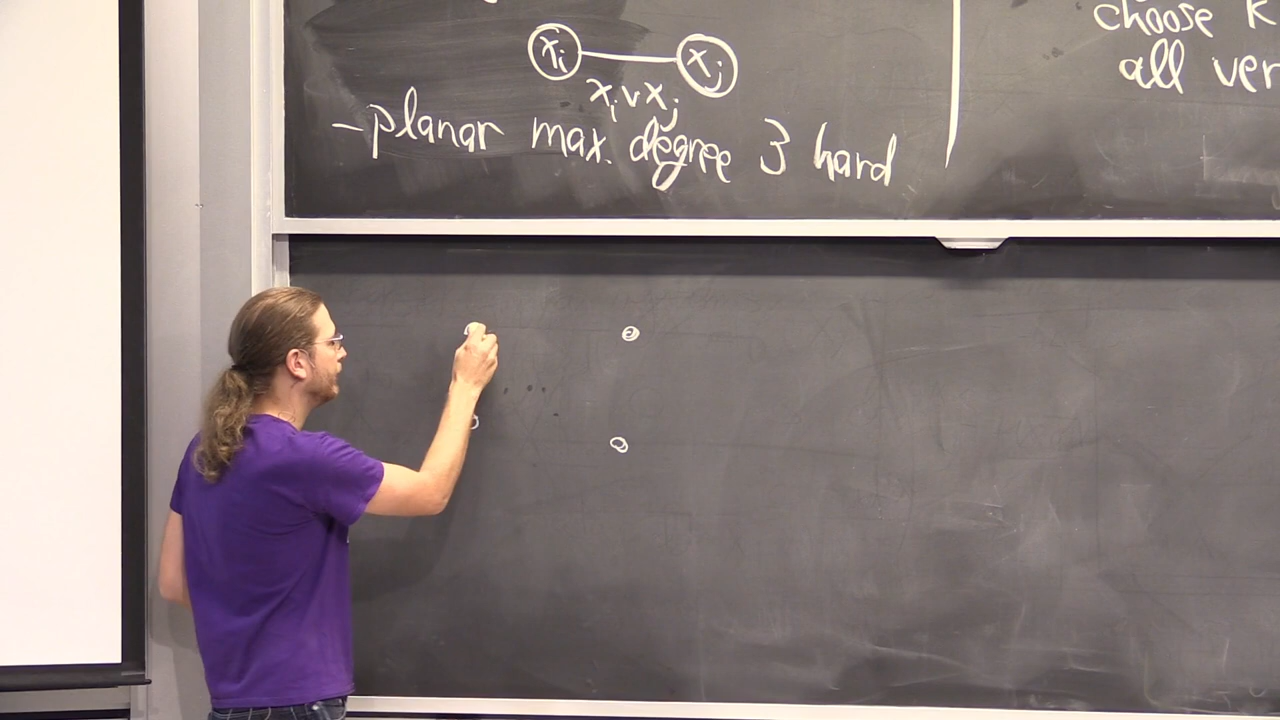 xᵢ xⱼ
xᵢ∨xⱼ
-planar max. degree 3 hard
choose k
all ver